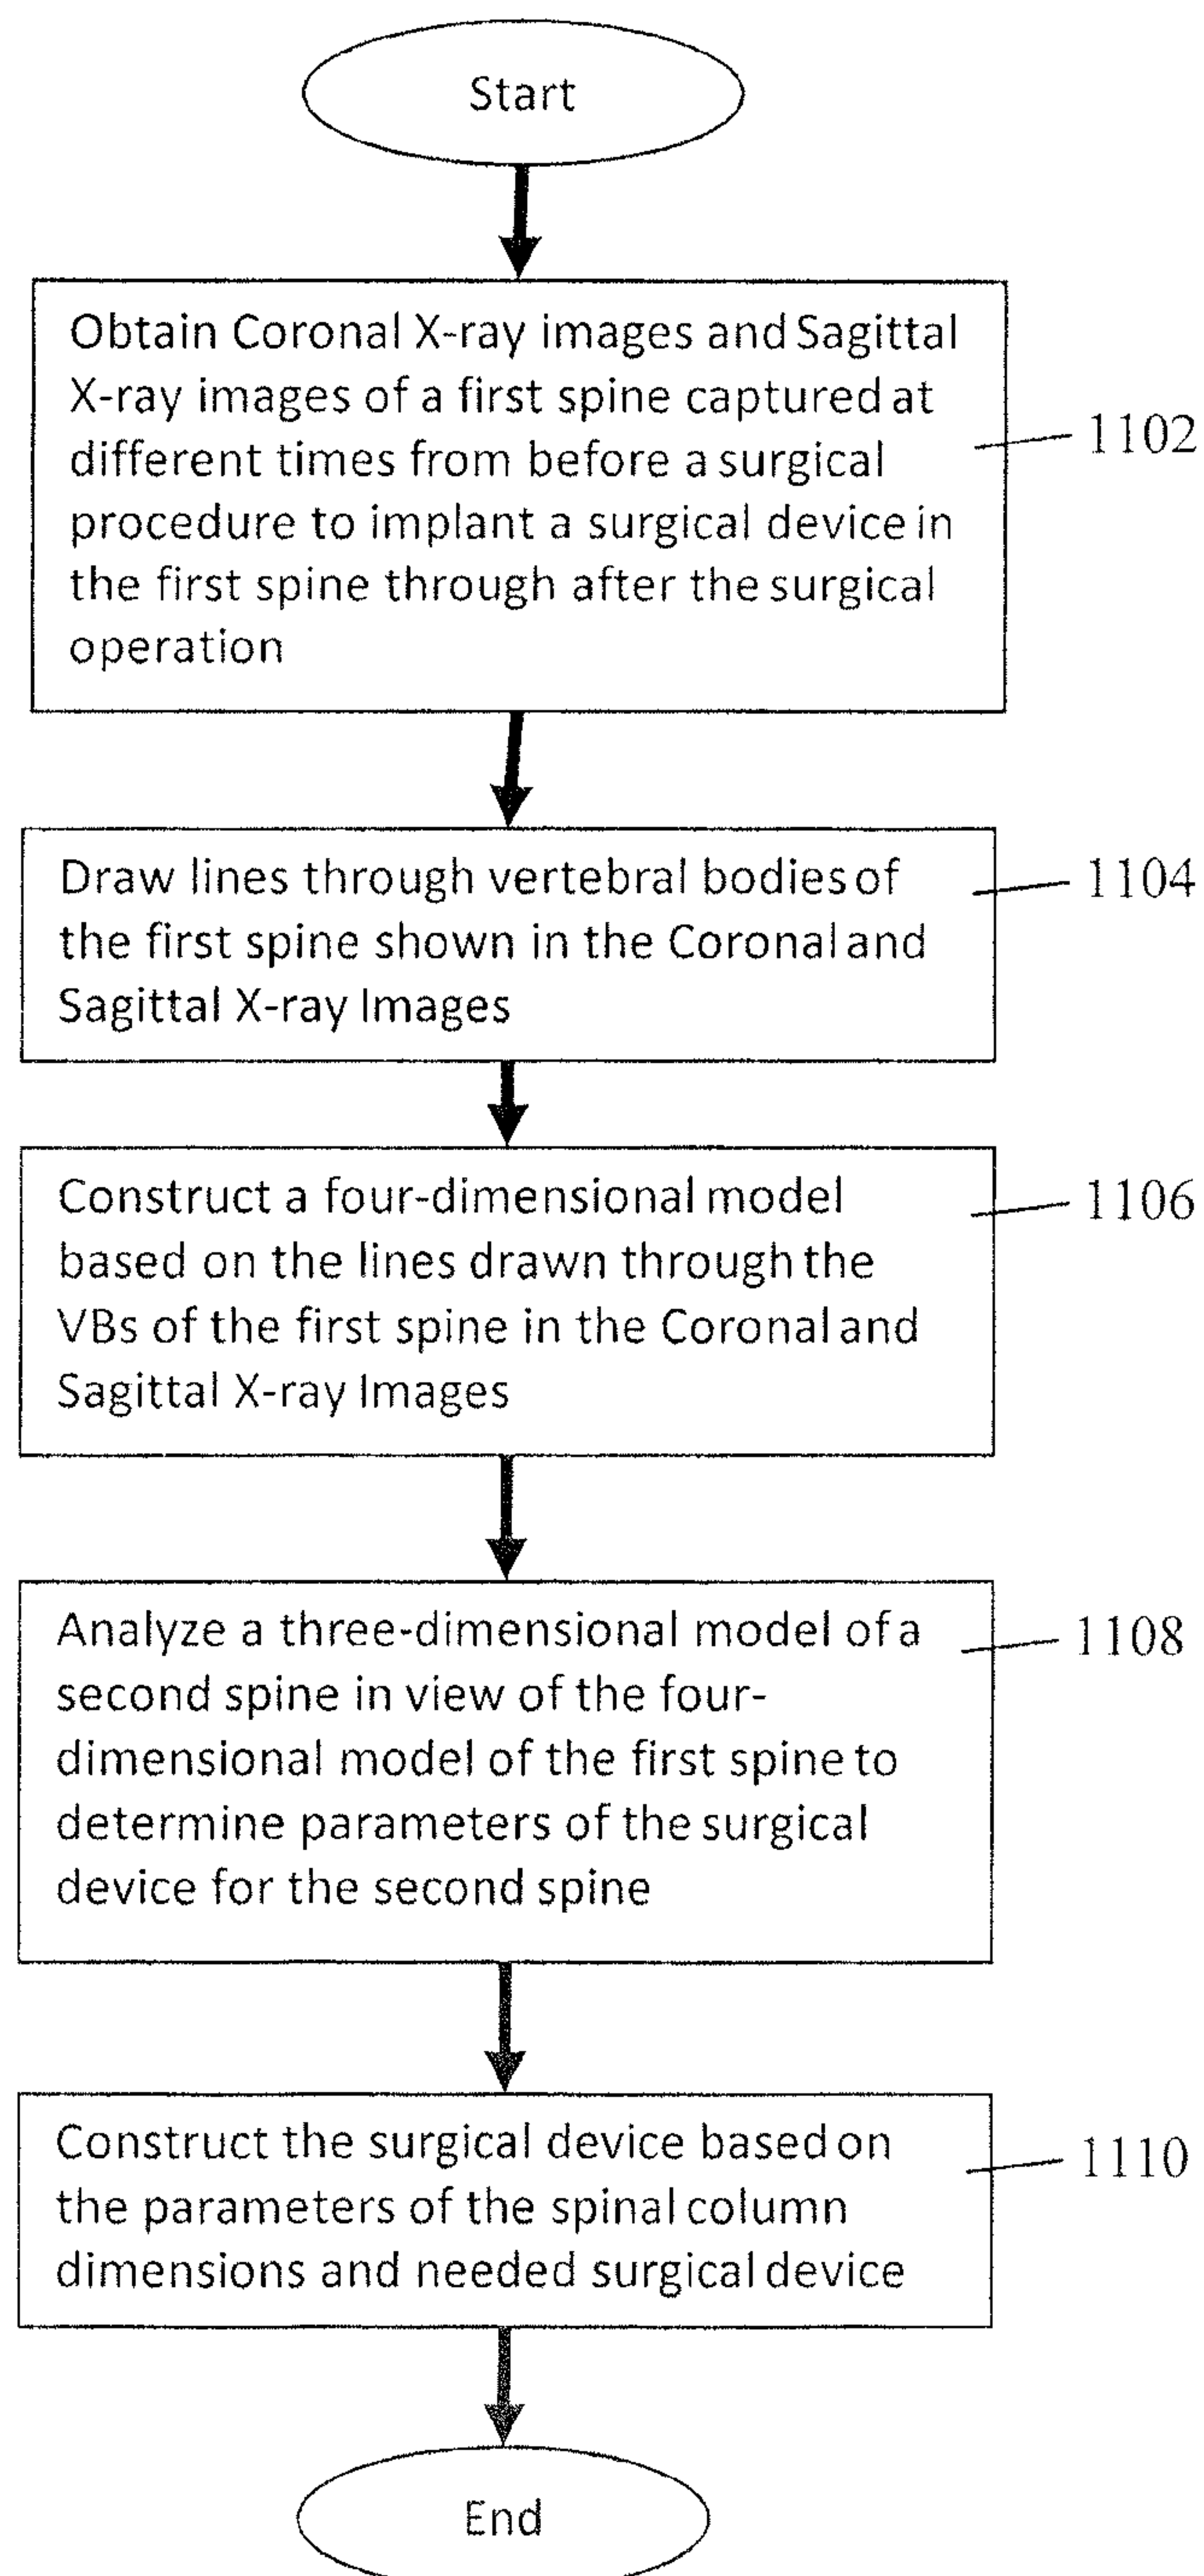 Start
Obtain Coronal X-ray images and Sagittal
X-ray images of a first spine captured at
different times from before a surgical
procedure to implant a surgical device in
the first spine through after the surgical
operation
1102
Draw lines through vertebral bodies of
the first spine shown in the Coronal and
Sagittal X-ray Images
1104
Construct a four-dimensional model
based on the lines drawn through the
VBs of the first spine in the Coronal and
Sagittal X-ray Images
1106
Analyze a three-dimensional model of a
second spine in view of the four-
dimensional model of the first spine to
determine parameters of the surgical
device for the second spine
1108
Construct the surgical device based on
the parameters of the spinal column
dimensions and needed surgical device
1110
End